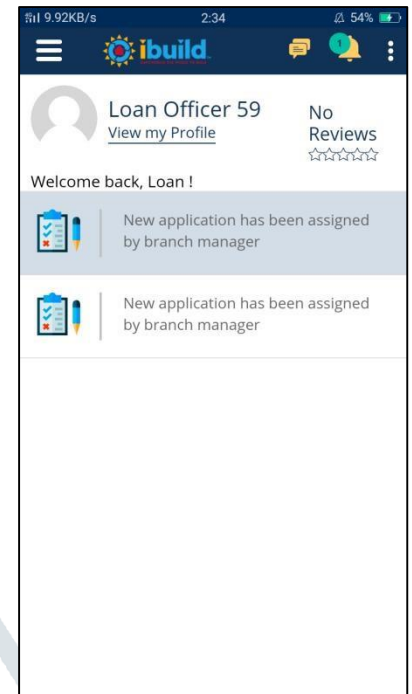 9.92KB/s 2:34 54%
ibuild
1
Loan Officer 59
View my Profile
No
Reviews
Welcome back, Loan !
New application has been assigned
by branch manager
New application has been assigned
by branch manager